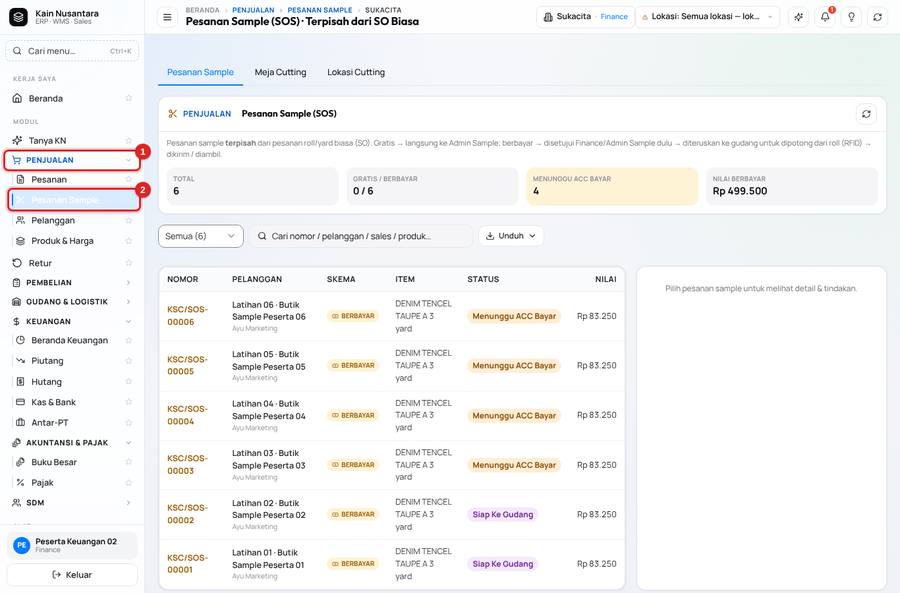 Kain Nusantara
ERP · WMS · Sales
Cari menu...
Ctrl+K
KERJA SAYA
Beranda
MODUL
Tanya KN
PENJUALAN
1
Pesanan
Pesanan Sample
2
Pelanggan
Produk & Harga
Retur
PEMBELIAN
GUDANG & LOGISTIK
KEUANGAN
Beranda Keuangan
Piutang
Hutang
Kas & Bank
Antar-PT
AKUNTANSI & PAJAK
Buku Besar
Pajak
SDM
PE
Peserta Keuangan 02
Finance
Keluar
BERANDA › PENJUALAN › PESANAN SAMPLE › SUKACITA
Pesanan Sample (SOS) · Terpisah dari SO Biasa
Sukacita · Finance
Lokasi: Semua lokasi — lok...
1
Pesanan Sample
Meja Cutting
Lokasi Cutting
PENJUALAN Pesanan Sample (SOS)
Pesanan sample terpisah dari pesanan roll/yard biasa (SO). Gratis → langsung ke Admin Sample; berbayar → disetujui Finance/Admin Sample dulu → diteruskan ke gudang untuk dipotong dari roll (RFID) →
dikirim / diambil.
TOTAL
6
GRATIS / BERBAYAR
0 / 6
MENUNGGU ACC BAYAR
4
NILAI BERBAYAR
Rp 499.500
Semua (6)
Cari nomor / pelanggan / sales / produk...
Unduh
NOMOR PELANGGAN SKEMA ITEM STATUS NILAI
KSC/SOS-00006
Latihan 06 · Butik Sample Peserta 06
Ayu Marketing
BERBAYAR
DENIM TENCEL TAUPE A 3 yard
Menunggu ACC Bayar
Rp 83.250
KSC/SOS-00005
Latihan 05 · Butik Sample Peserta 05
Ayu Marketing
BERBAYAR
DENIM TENCEL TAUPE A 3 yard
Menunggu ACC Bayar
Rp 83.250
KSC/SOS-00004
Latihan 04 · Butik Sample Peserta 04
Ayu Marketing
BERBAYAR
DENIM TENCEL TAUPE A 3 yard
Menunggu ACC Bayar
Rp 83.250
KSC/SOS-00003
Latihan 03 · Butik Sample Peserta 03
Ayu Marketing
BERBAYAR
DENIM TENCEL TAUPE A 3 yard
Menunggu ACC Bayar
Rp 83.250
KSC/SOS-00002
Latihan 02 · Butik Sample Peserta 02
Ayu Marketing
BERBAYAR
DENIM TENCEL TAUPE A 3 yard
Siap Ke Gudang
Rp 83.250
KSC/SOS-00001
Latihan 01 · Butik Sample Peserta 01
Ayu Marketing
BERBAYAR
DENIM TENCEL TAUPE A 3 yard
Siap Ke Gudang
Rp 83.250
Pilih pesanan sample untuk melihat detail & tindakan.